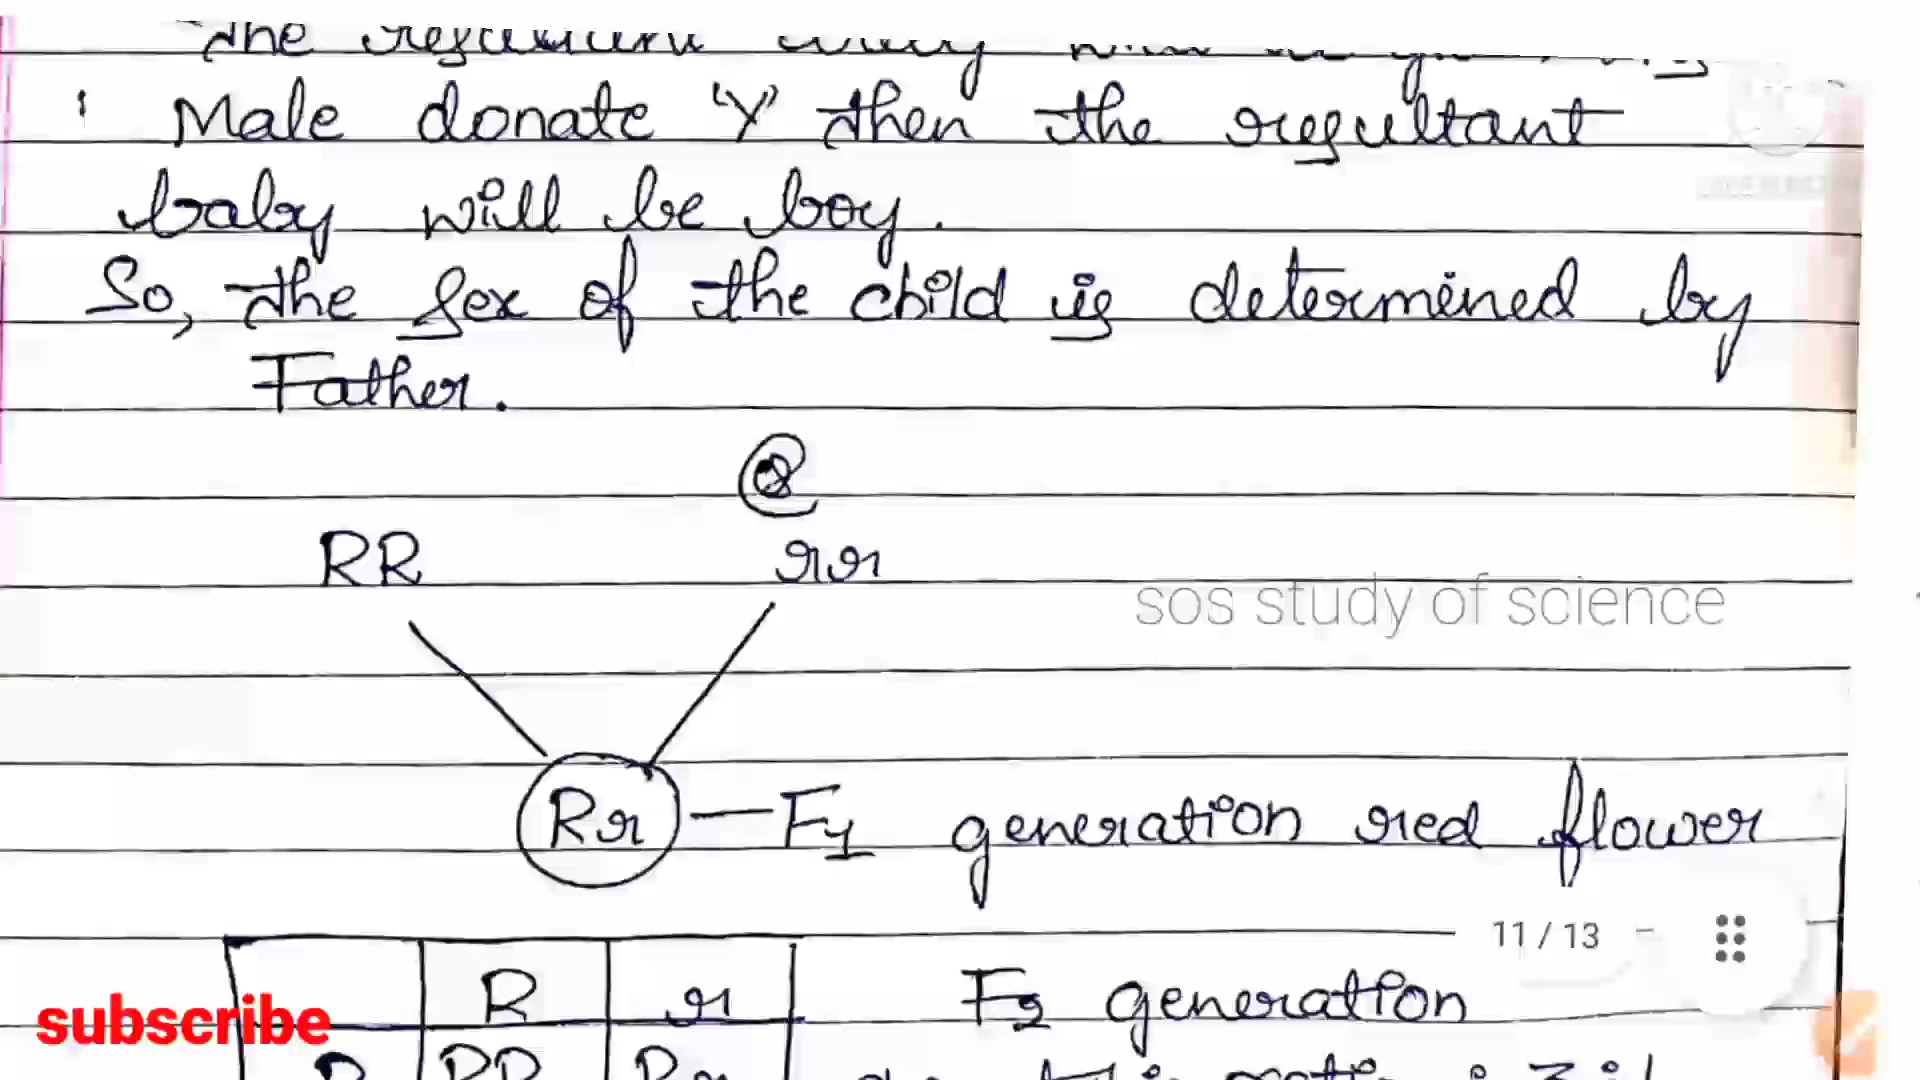 the
Male donate 'Y' then the resultant
baby will be boy.
So, the sex of the child is determined by
Father.
Q
RR rr
sos study of science
Rr — F1 generation red flower
11 / 13
R r F2 generation
subscribe
R RR Rr